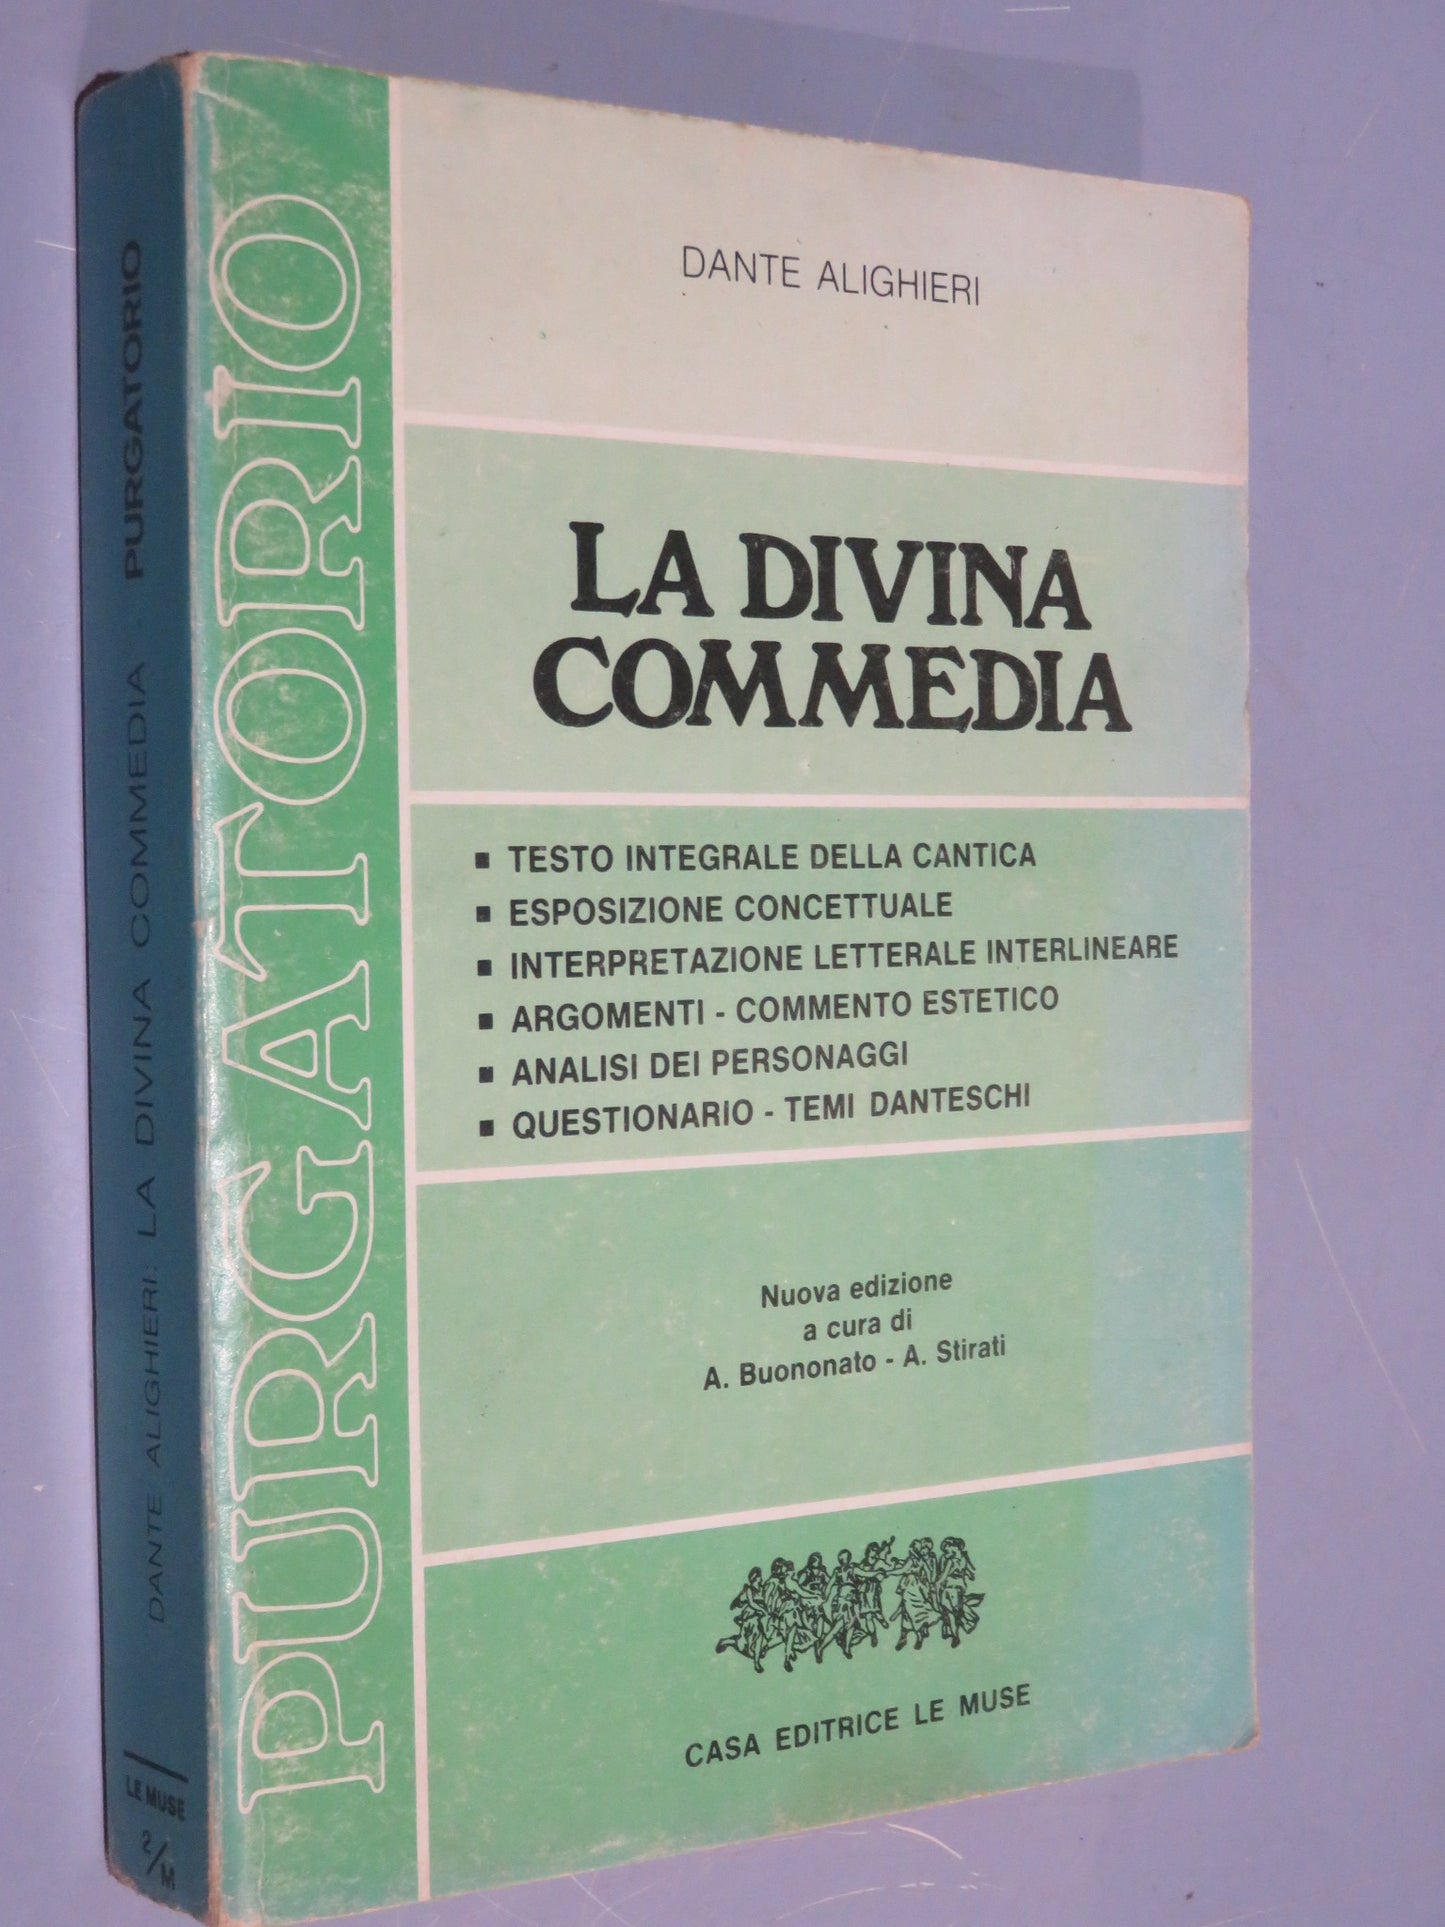 DANTE ALIGHIERI: LA DIVINA COMMEDIA - PURGATORIO
LE MUSE
2/M
PURGATORIO
DANTE ALIGHIERI
LA DIVINA
COMMEDIA
▪ TESTO INTEGRALE DELLA CANTICA
▪ ESPOSIZIONE CONCETTUALE
▪ INTERPRETAZIONE LETTERALE INTERLINEARE
▪ ARGOMENTI - COMMENTO ESTETICO
▪ ANALISI DEI PERSONAGGI
▪ QUESTIONARIO - TEMI DANTESCHI
Nuova edizione
a cura di
A. Buononato - A. Stirati
CASA EDITRICE LE MUSE